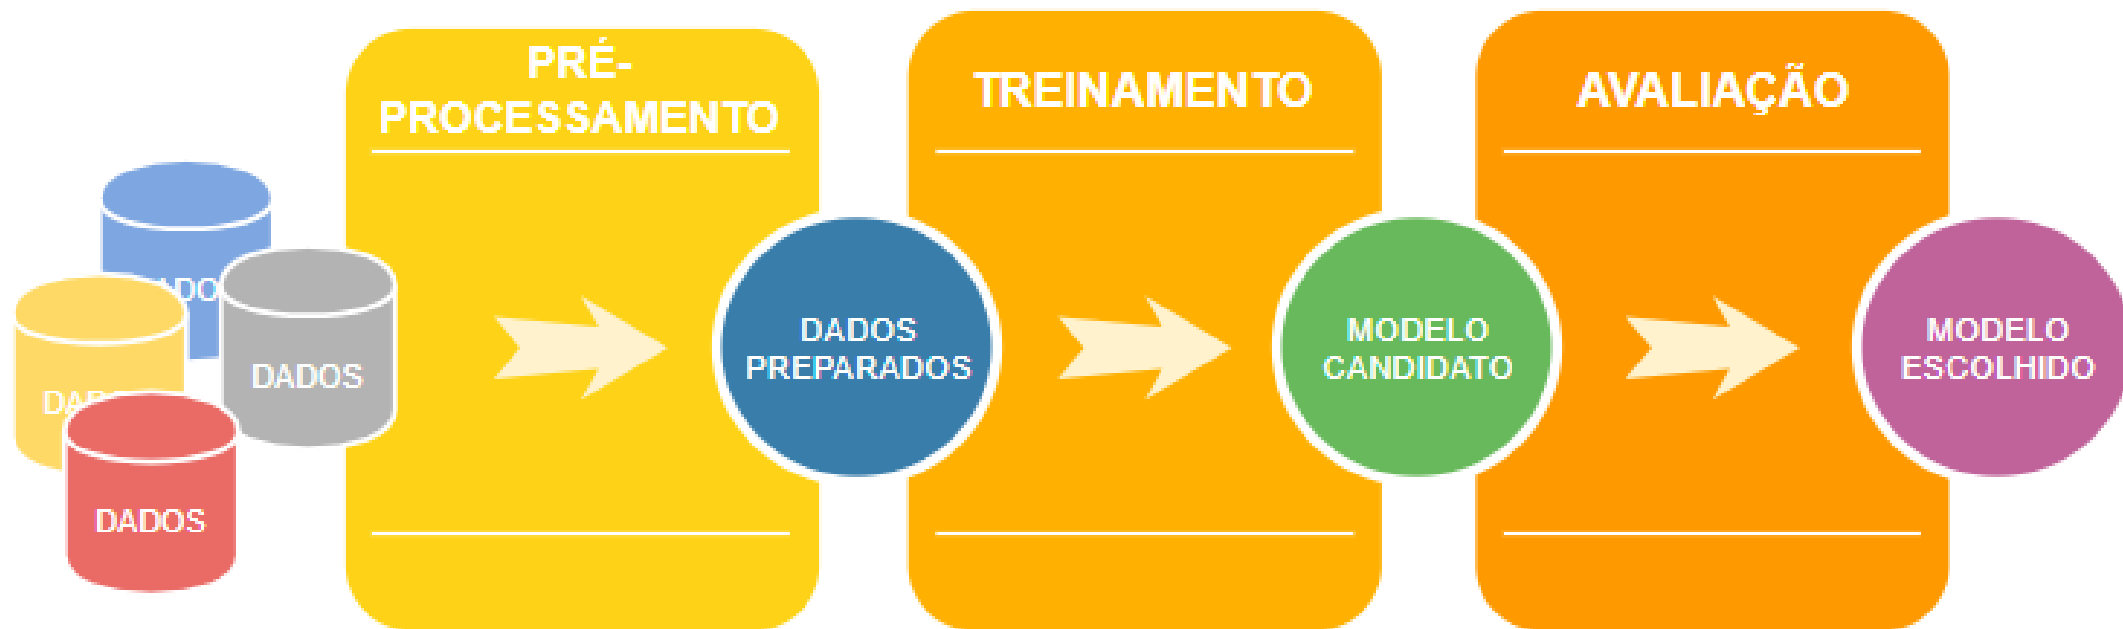 PRÉ-
PROCESSAMENTO
TREINAMENTO
AVALIAÇÃO
DADOS
DADOS
DADOS
PREPARADOS
MODELO
CANDIDATO
MODELO
ESCOLHIDO